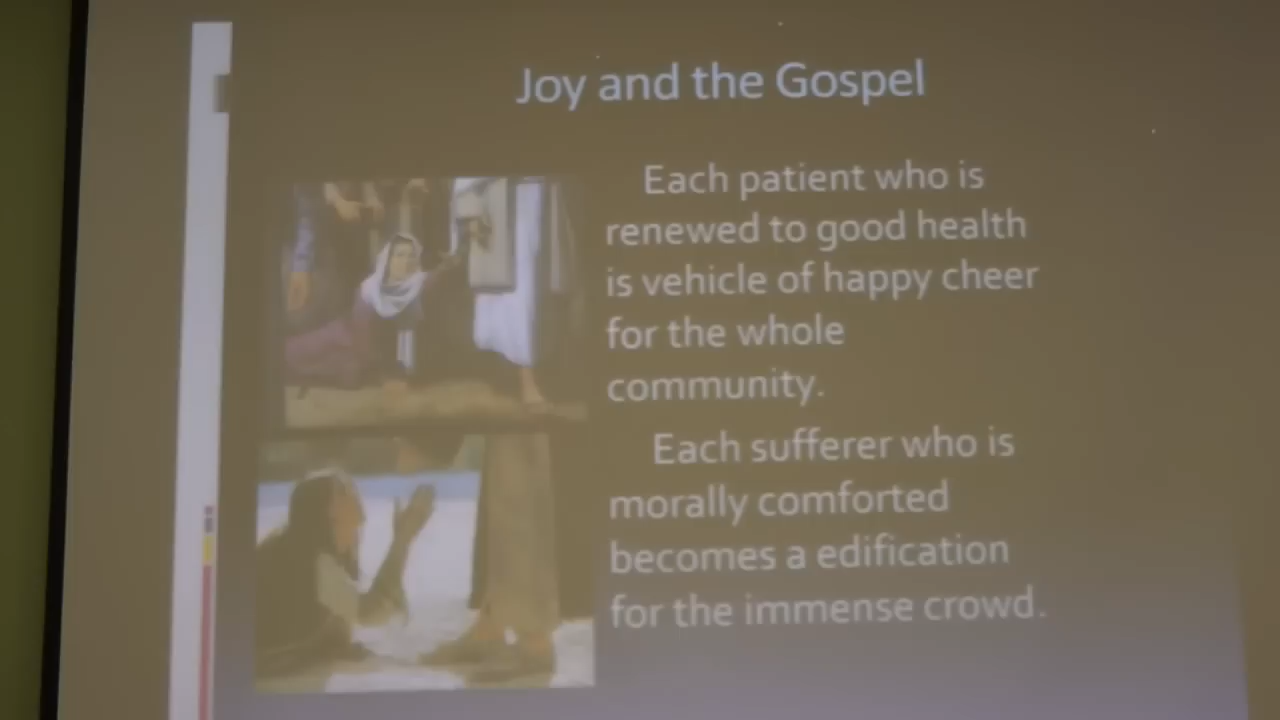 Joy and the Gospel
Each patient who is
renewed to good health
is vehicle of happy cheer
for the whole
community.
Each sufferer who is
morally comforted
becomes a edification
for the immense crowd.